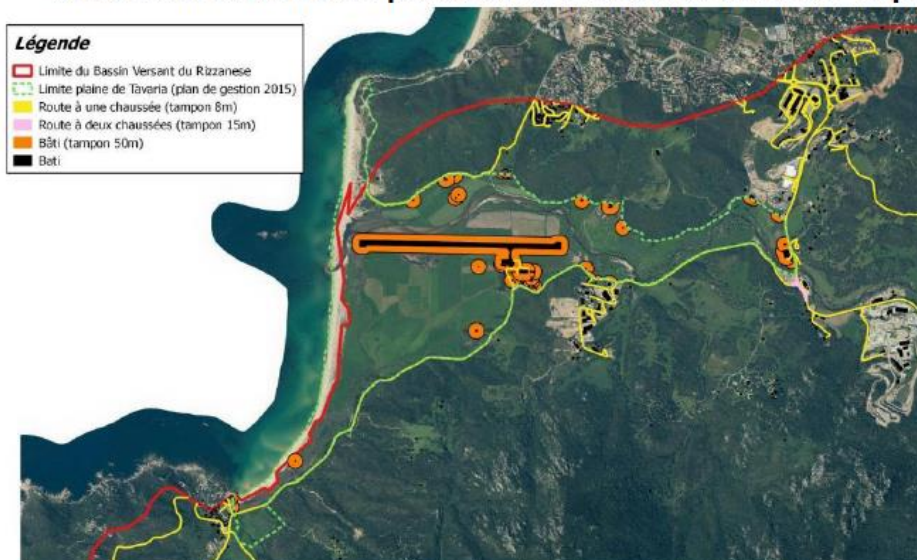 Légende
Limite du Bassin Versant du Rizzanese
Limite plaine de Tavaria (plan de gestion 2015)
Route à une chaussée (tampon 8m)
Route à deux chaussées (tampon 15m)
Bâti (tampon 50m)
Bati